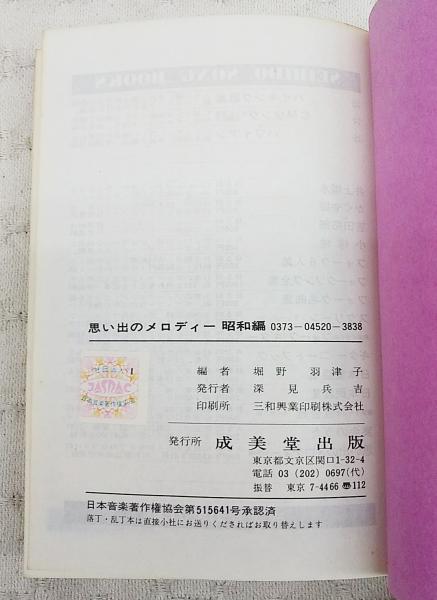 思い出のメロディー 昭和編 0373-04520-3838
JASRAC
編者 堀野羽津子
発行者 深見兵吉
印刷所 三和興業印刷株式会社
発行所 成美堂出版
東京都文京区関口1-32-4
電話 03 (202) 0697(代)
振替 東京 7-4466 〠112
日本音楽著作権協会第515641号承認済
落丁・乱丁本は直接小社にお送りくださればお取り替えします